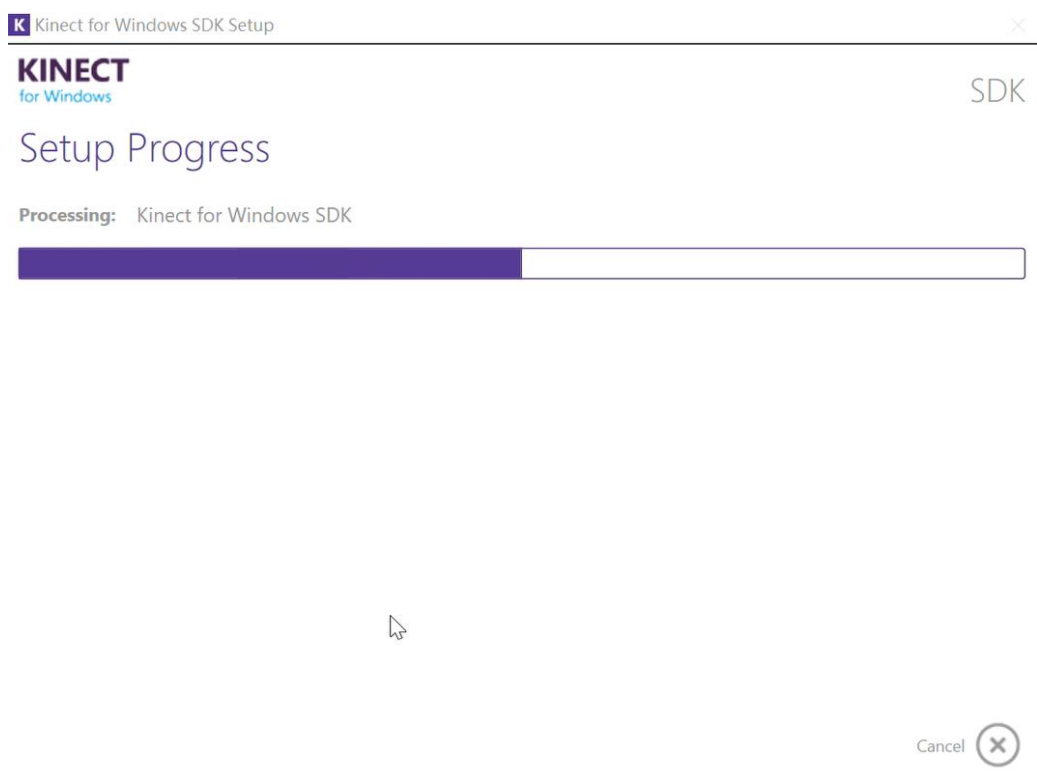 K Kinect for Windows SDK Setup
KINECT
for Windows
SDK
Setup Progress
Processing: Kinect for Windows SDK
Cancel